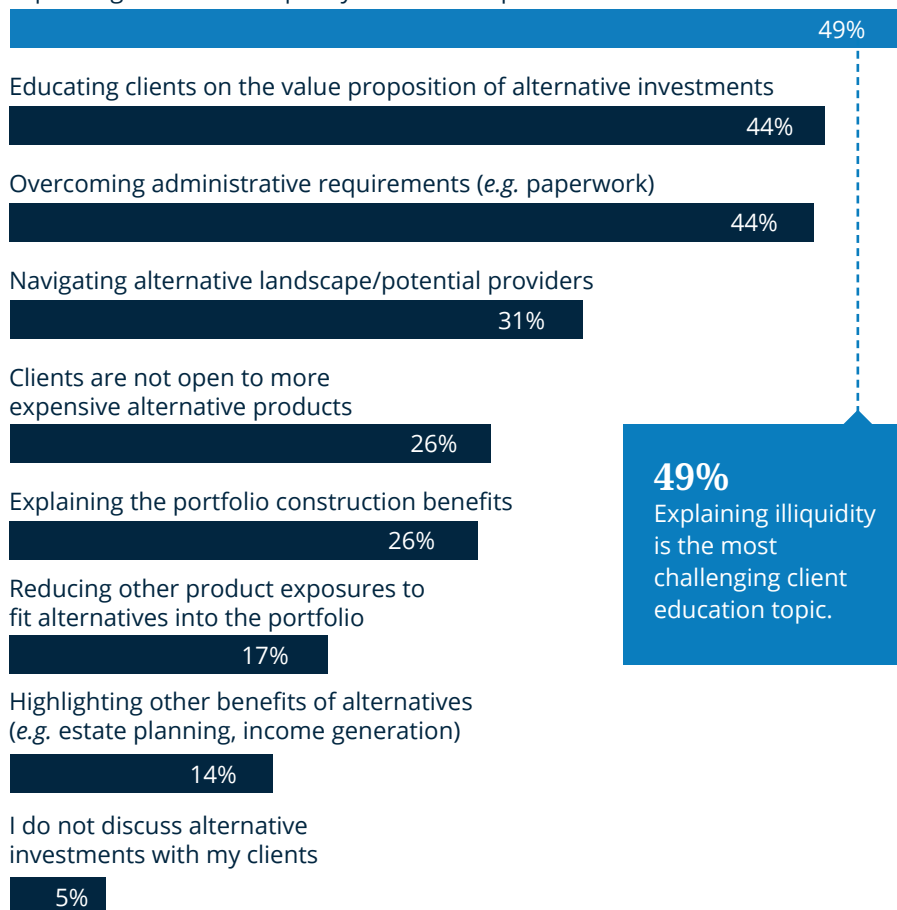 49%
Educating clients on the value proposition of alternative investments
44%
Overcoming administrative requirements (e.g. paperwork)
44%
Navigating alternative landscape/potential providers
31%
Clients are not open to more
expensive alternative products
26%
Explaining the portfolio construction benefits
26%
Reducing other product exposures to
fit alternatives into the portfolio
17%
Highlighting other benefits of alternatives
(e.g. estate planning, income generation)
14%
I do not discuss alternative
investments with my clients
5%
49%
Explaining illiquidity
is the most
challenging client
education topic.